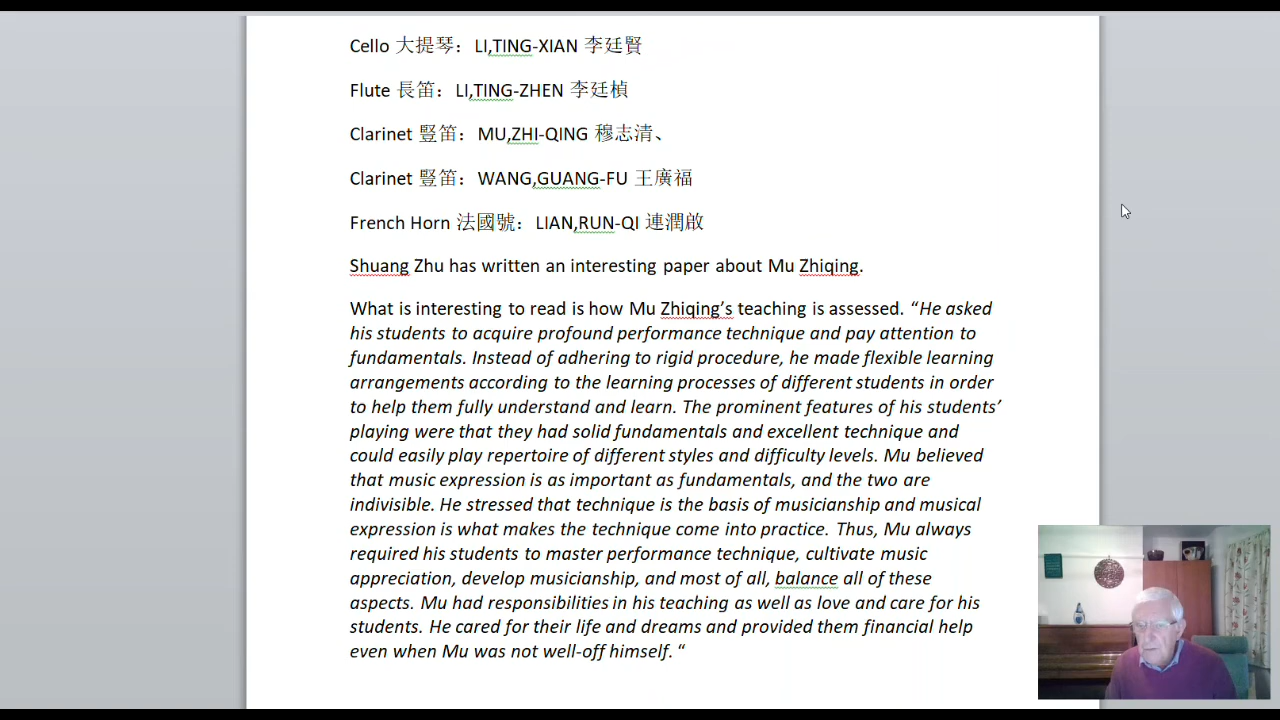 Cello 大提琴：LI,TING-XIAN 李廷賢
Flute 長笛：LI,TING-ZHEN 李廷楨
Clarinet 豎笛：MU,ZHI-QING 穆志清、
Clarinet 豎笛：WANG,GUANG-FU 王廣福
French Horn 法國號：LIAN,RUN-QI 連潤啟
Shuang Zhu has written an interesting paper about Mu Zhiqing.
What is interesting to read is how Mu Zhiqing’s teaching is assessed. “He asked
his students to acquire profound performance technique and pay attention to
fundamentals. Instead of adhering to rigid procedure, he made flexible learning
arrangements according to the learning processes of different students in order
to help them fully understand and learn. The prominent features of his students’
playing were that they had solid fundamentals and excellent technique and
could easily play repertoire of different styles and difficulty levels. Mu believed
that music expression is as important as fundamentals, and the two are
indivisible. He stressed that technique is the basis of musicianship and musical
expression is what makes the technique come into practice. Thus, Mu always
required his students to master performance technique, cultivate music
appreciation, develop musicianship, and most of all, balance all of these
aspects. Mu had responsibilities in his teaching as well as love and care for his
students. He cared for their life and dreams and provided them financial help
even when Mu was not well-off himself. “